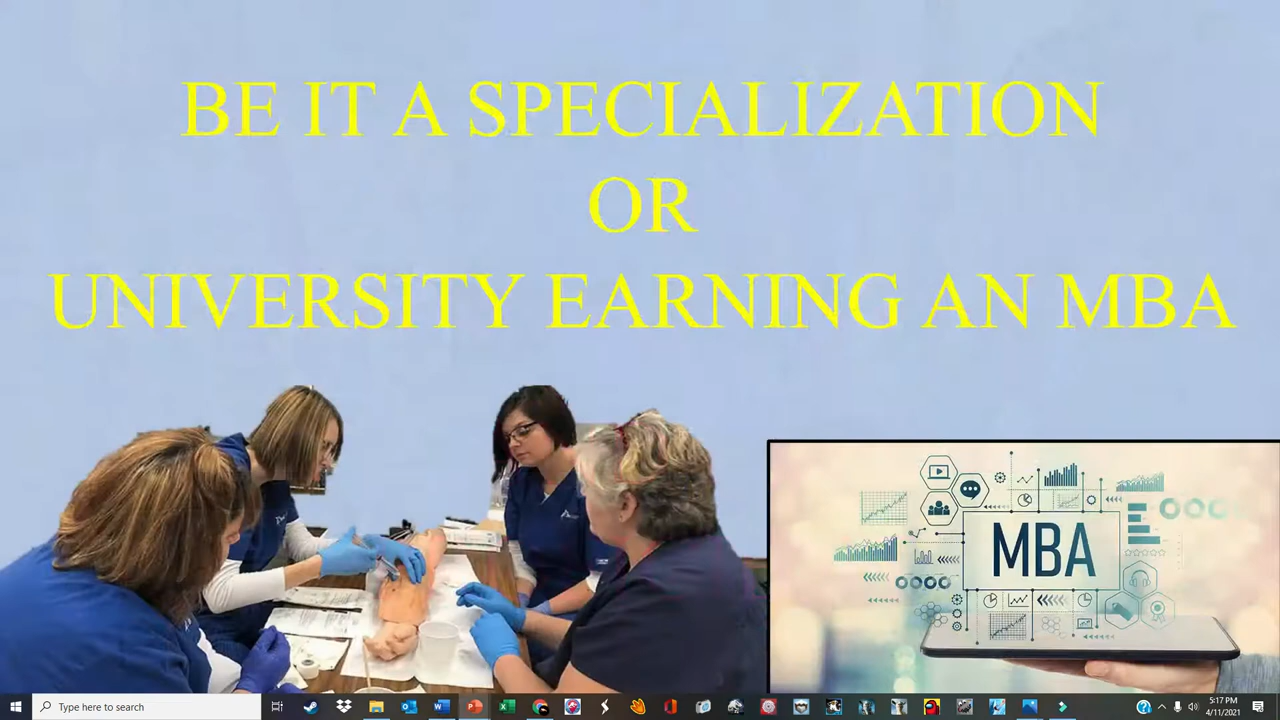 BE IT A SPECIALIZATION
OR
UNIVERSITY EARNING AN MBA
MBA
Type here to search
5:17 PM
4/11/2021